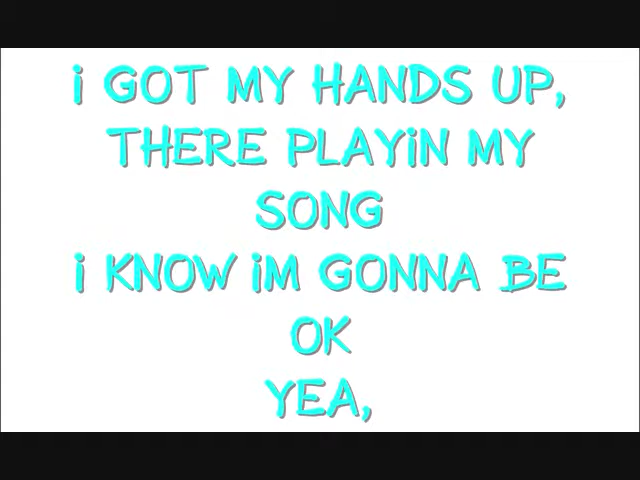 i GOT MY HANDS UP,
THERE PLAYiN MY
SONG
i KNOW iM GONNA BE
OK
YEA,